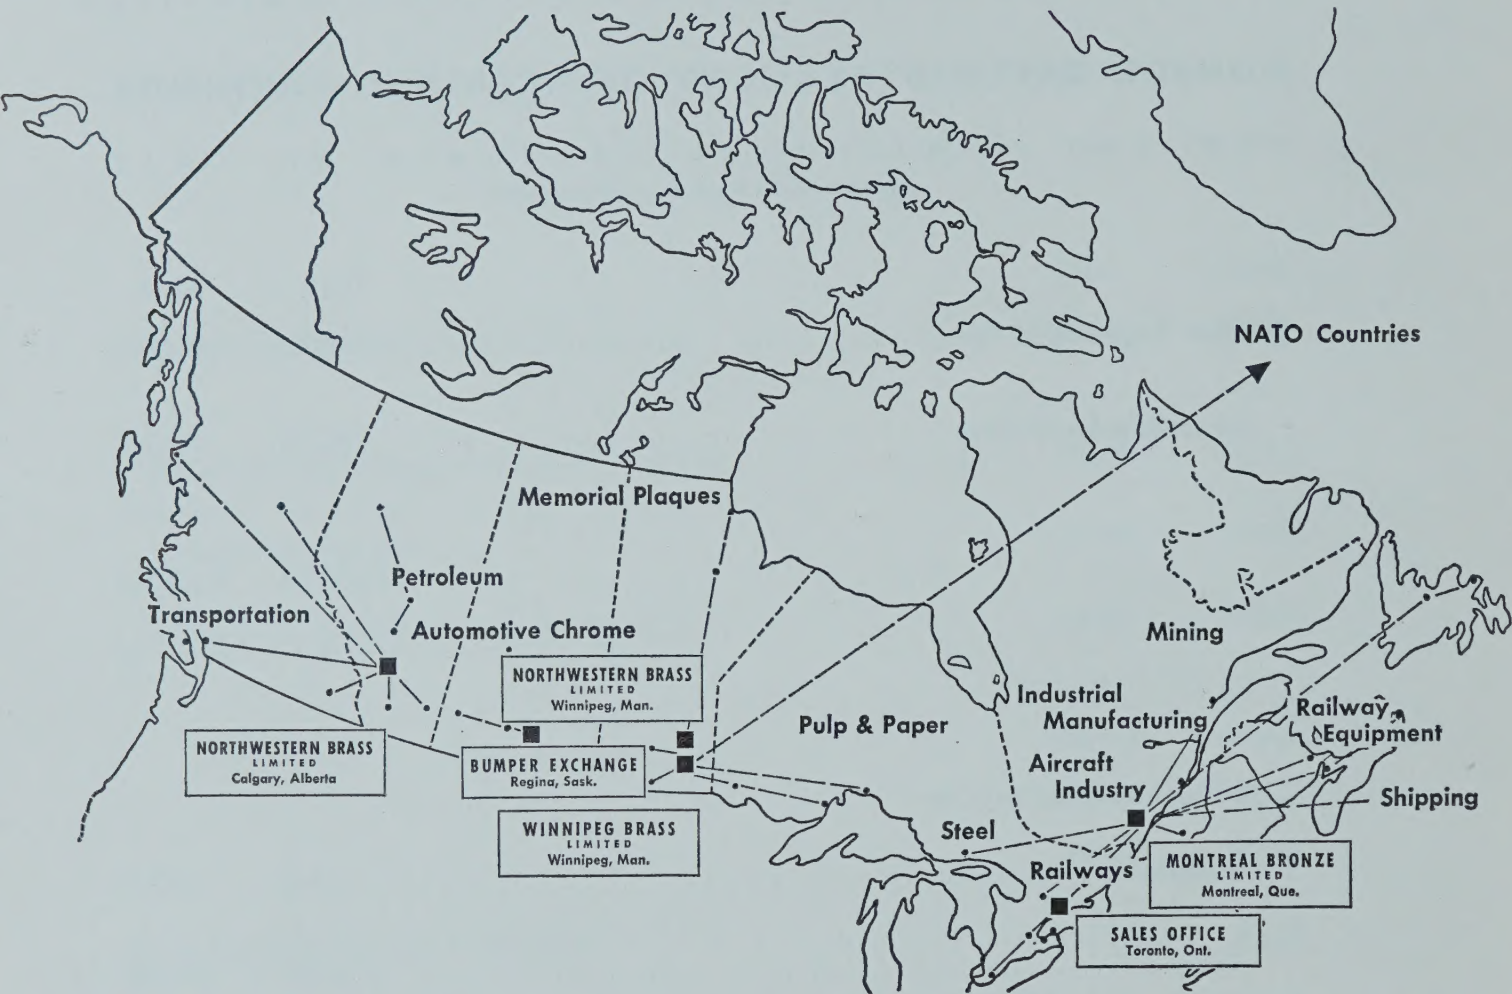 NATO Countries
Memorial Plaques
Petroleum
Transportation
Automotive Chrome
Mining
NORTHWESTERN BRASS
LIMITED
Winnipeg, Man.
Industrial
Manufacturing
Pulp & Paper
Railway
Equipment
NORTHWESTERN BRASS
LIMITED
Calgary, Alberta
BUMPER EXCHANGE
Regina, Sask.
Aircraft
Industry
Shipping
WINNIPEG BRASS
LIMITED
Winnipeg, Man.
Steel
Railways
MONTREAL BRONZE
LIMITED
Montreal, Que.
SALES OFFICE
Toronto, Ont.